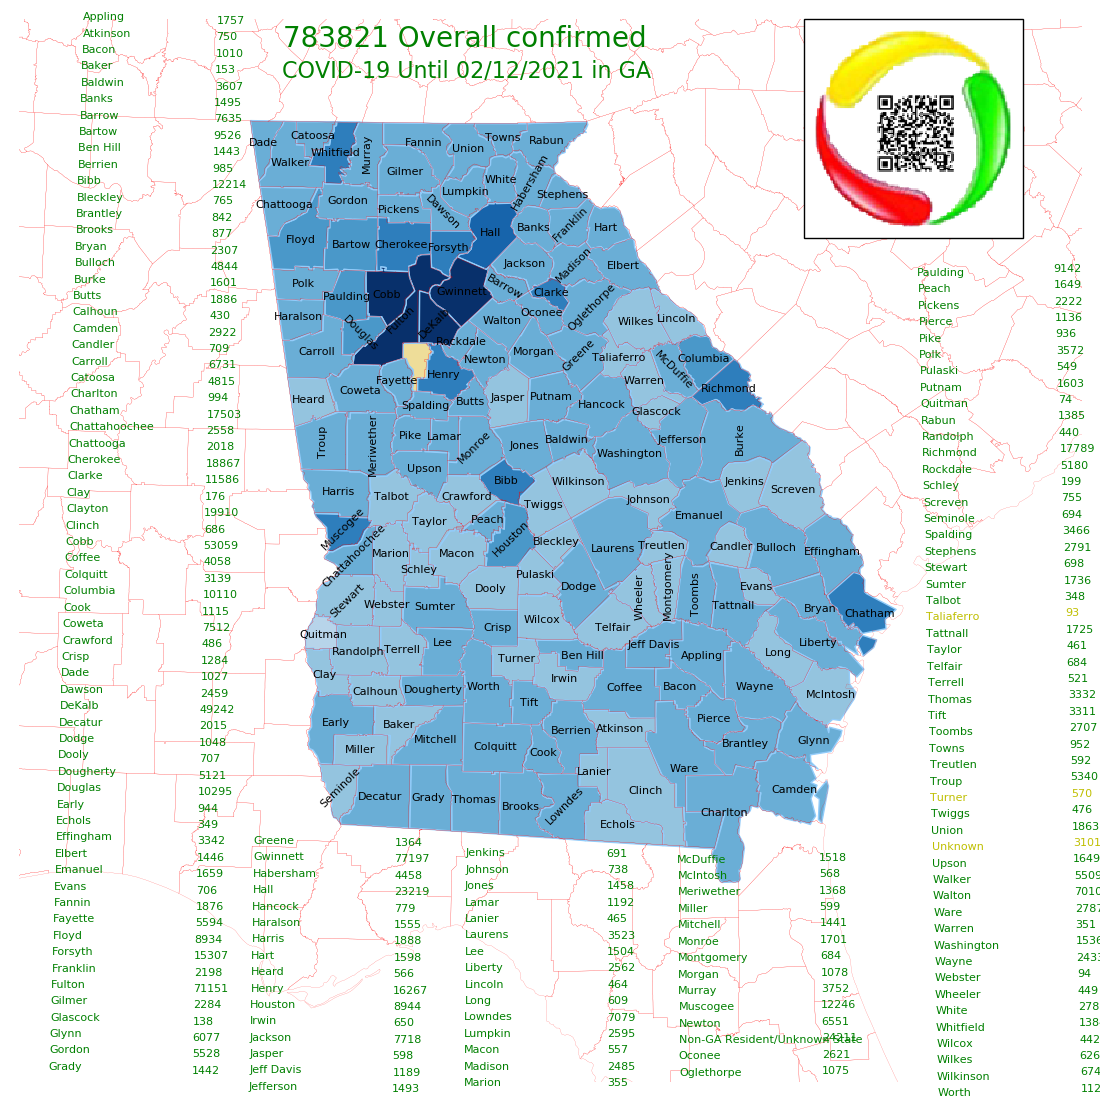 783821 Overall confirmed
COVID-19 Until 02/12/2021 in GA
Appling 1757
Atkinson 750
Bacon 1010
Baker 153
Baldwin 3607
Banks 1495
Barrow 7635
Bartow 9526
Ben Hill 1443
Berrien 985
Bibb 12214
Bleckley 765
Brantley 842
Brooks 877
Bryan 2307
Bulloch 4844
Burke 1601
Butts 1886
Calhoun 430
Camden 2922
Candler 709
Carroll 6731
Catoosa 4815
Charlton 994
Chatham 17503
Chattahoochee 2558
Chattooga 2018
Cherokee 18867
Clarke 11586
Clay 176
Clayton 19910
Clinch 686
Cobb 53059
Coffee 4058
Colquitt 3139
Columbia 10110
Cook 1115
Coweta 7512
Crawford 486
Crisp 1284
Dade 1027
Dawson 2459
DeKalb 49242
Decatur 2015
Dodge 1048
Dooly 707
Dougherty 5121
Douglas 10295
Early 944
Echols 349
Effingham 3342
Elbert 1446
Emanuel 1659
Evans 706
Fannin 1876
Fayette 5594
Floyd 8934
Forsyth 15307
Franklin 2198
Fulton 71151
Gilmer 2284
Glascock 138
Glynn 6077
Gordon 5528
Grady 1442
Greene 1364
Gwinnett 77197
Habersham 4458
Hall 23219
Hancock 779
Haralson 1555
Harris 1888
Hart 1598
Heard 566
Henry 16267
Houston 8944
Irwin 650
Jackson 7718
Jasper 598
Jeff Davis 1189
Jefferson 1493
Jenkins 691
Johnson 738
Jones 1458
Lamar 1192
Lanier 465
Laurens 3523
Lee 1504
Liberty 2562
Lincoln 464
Long 609
Lowndes 7079
Lumpkin 2595
Macon 557
Madison 2485
Marion 355
McDuffie 1518
McIntosh 568
Meriwether 1368
Miller 599
Mitchell 1441
Monroe 1701
Montgomery 684
Morgan 1078
Murray 3752
Muscogee 12246
Newton 6551
Non-GA Resident/Unknown State 24211
Oconee 2621
Oglethorpe 1075
Paulding 9142
Peach 1649
Pickens 2222
Pierce 1136
Pike 936
Polk 3572
Pulaski 549
Putnam 1603
Quitman 74
Rabun 1385
Randolph 440
Richmond 17789
Rockdale 5180
Schley 199
Screven 755
Seminole 694
Spalding 3466
Stephens 2791
Stewart 698
Sumter 1736
Talbot 348
Taliaferro 93
Tattnall 1725
Taylor 461
Telfair 684
Terrell 521
Thomas 3332
Tift 3311
Toombs 2707
Towns 952
Treutlen 592
Troup 5340
Turner 570
Twiggs 476
Union 1863
Unknown 3101
Upson 1649
Walker 5509
Walton 7010
Ware 2787
Warren 351
Washington 1536
Wayne 2433
Webster 94
Wheeler 449
White 278
Whitfield 138
Wilcox 442
Wilkes 626
Wilkinson 674
Worth 112
Dade
Catoosa
Whitfield
Murray
Fannin
Union
Towns
Rabun
Walker
Gilmer
White
Habersham
Lumpkin
Stephens
Chattooga
Gordon
Pickens
Dawson
Hall
Banks
Franklin
Hart
Floyd
Bartow
Cherokee
Forsyth
Jackson
Madison
Elbert
Polk
Paulding
Cobb
Gwinnett
Barrow
Clarke
Oconee
Oglethorpe
Haralson
Douglas
Fulton
DeKalb
Rockdale
Walton
Wilkes
Lincoln
Carroll
Newton
Morgan
Greene
Taliaferro
McDuffie
Columbia
Fayette
Henry
Coweta
Heard
Spalding
Butts
Jasper
Putnam
Hancock
Warren
Glascock
Richmond
Troup
Meriwether
Pike
Lamar
Monroe
Jones
Baldwin
Washington
Jefferson
Burke
Upson
Harris
Talbot
Crawford
Bibb
Twiggs
Wilkinson
Johnson
Jenkins
Screven
Muscogee
Taylor
Peach
Houston
Bleckley
Laurens
Emanuel
Treutlen
Candler
Bulloch
Effingham
Chattahoochee
Marion
Macon
Schley
Pulaski
Dooly
Dodge
Wheeler
Montgomery
Toombs
Tattnall
Evans
Bryan
Chatham
Stewart
Webster
Sumter
Crisp
Wilcox
Telfair
Jeff Davis
Appling
Long
Liberty
Quitman
Randolph
Terrell
Lee
Turner
Ben Hill
Clay
Calhoun
Dougherty
Worth
Irwin
Coffee
Bacon
Wayne
McIntosh
Tift
Early
Baker
Mitchell
Miller
Colquitt
Cook
Berrien
Atkinson
Pierce
Brantley
Glynn
Ware
Lanier
Clinch
Camden
Seminole
Decatur
Grady
Thomas
Brooks
Lowndes
Echols
Charlton